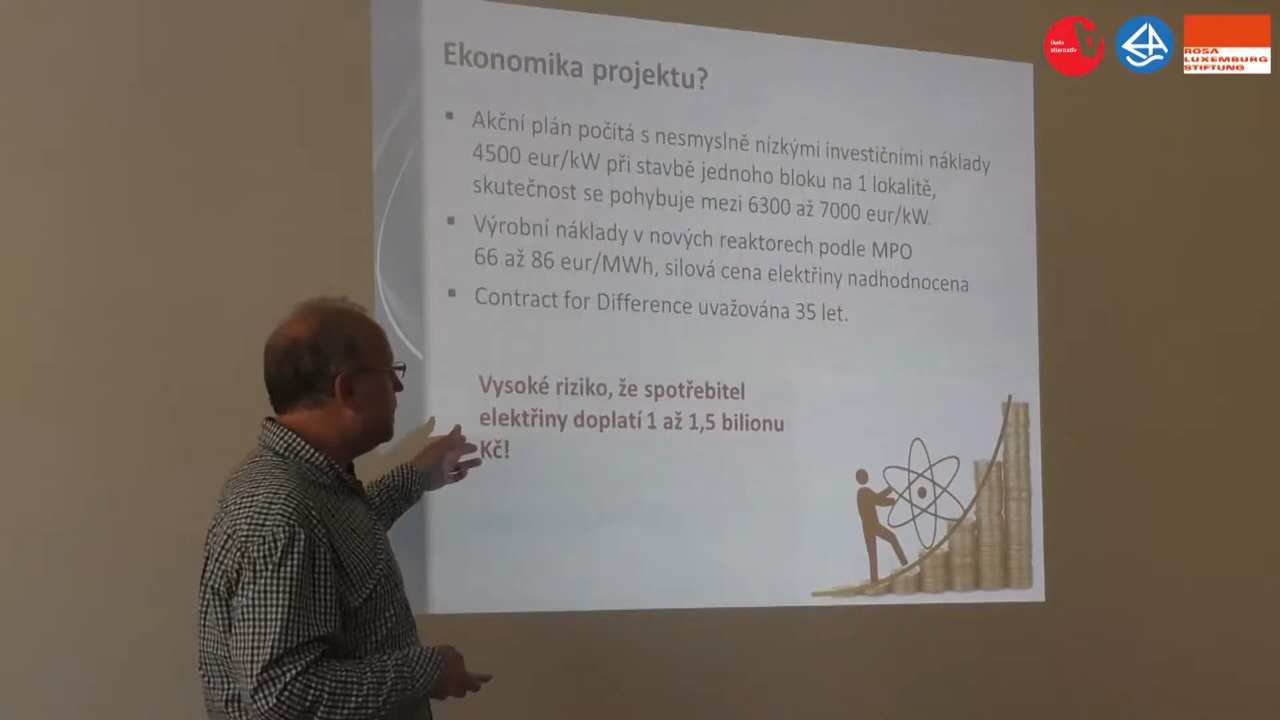 Ekonomika projektu?
Akční plán počítá s nesmyslně nízkými investičními náklady
4500 eur/kW při stavbě jednoho bloku na 1 lokalitě,
skutečnost se pohybuje mezi 6300 až 7000 eur/kW.
Výrobní náklady v nových reaktorech podle MPO
66 až 86 eur/MWh, silová cena elektřiny nadhodnocena
Contract for Difference uvažována 35 let.
Vysoké riziko, že spotřebitel
elektřiny doplatí 1 až 1,5 bilionu
Kč!
alternativ
ROSA
LUXEMBURG
STIFTUNG